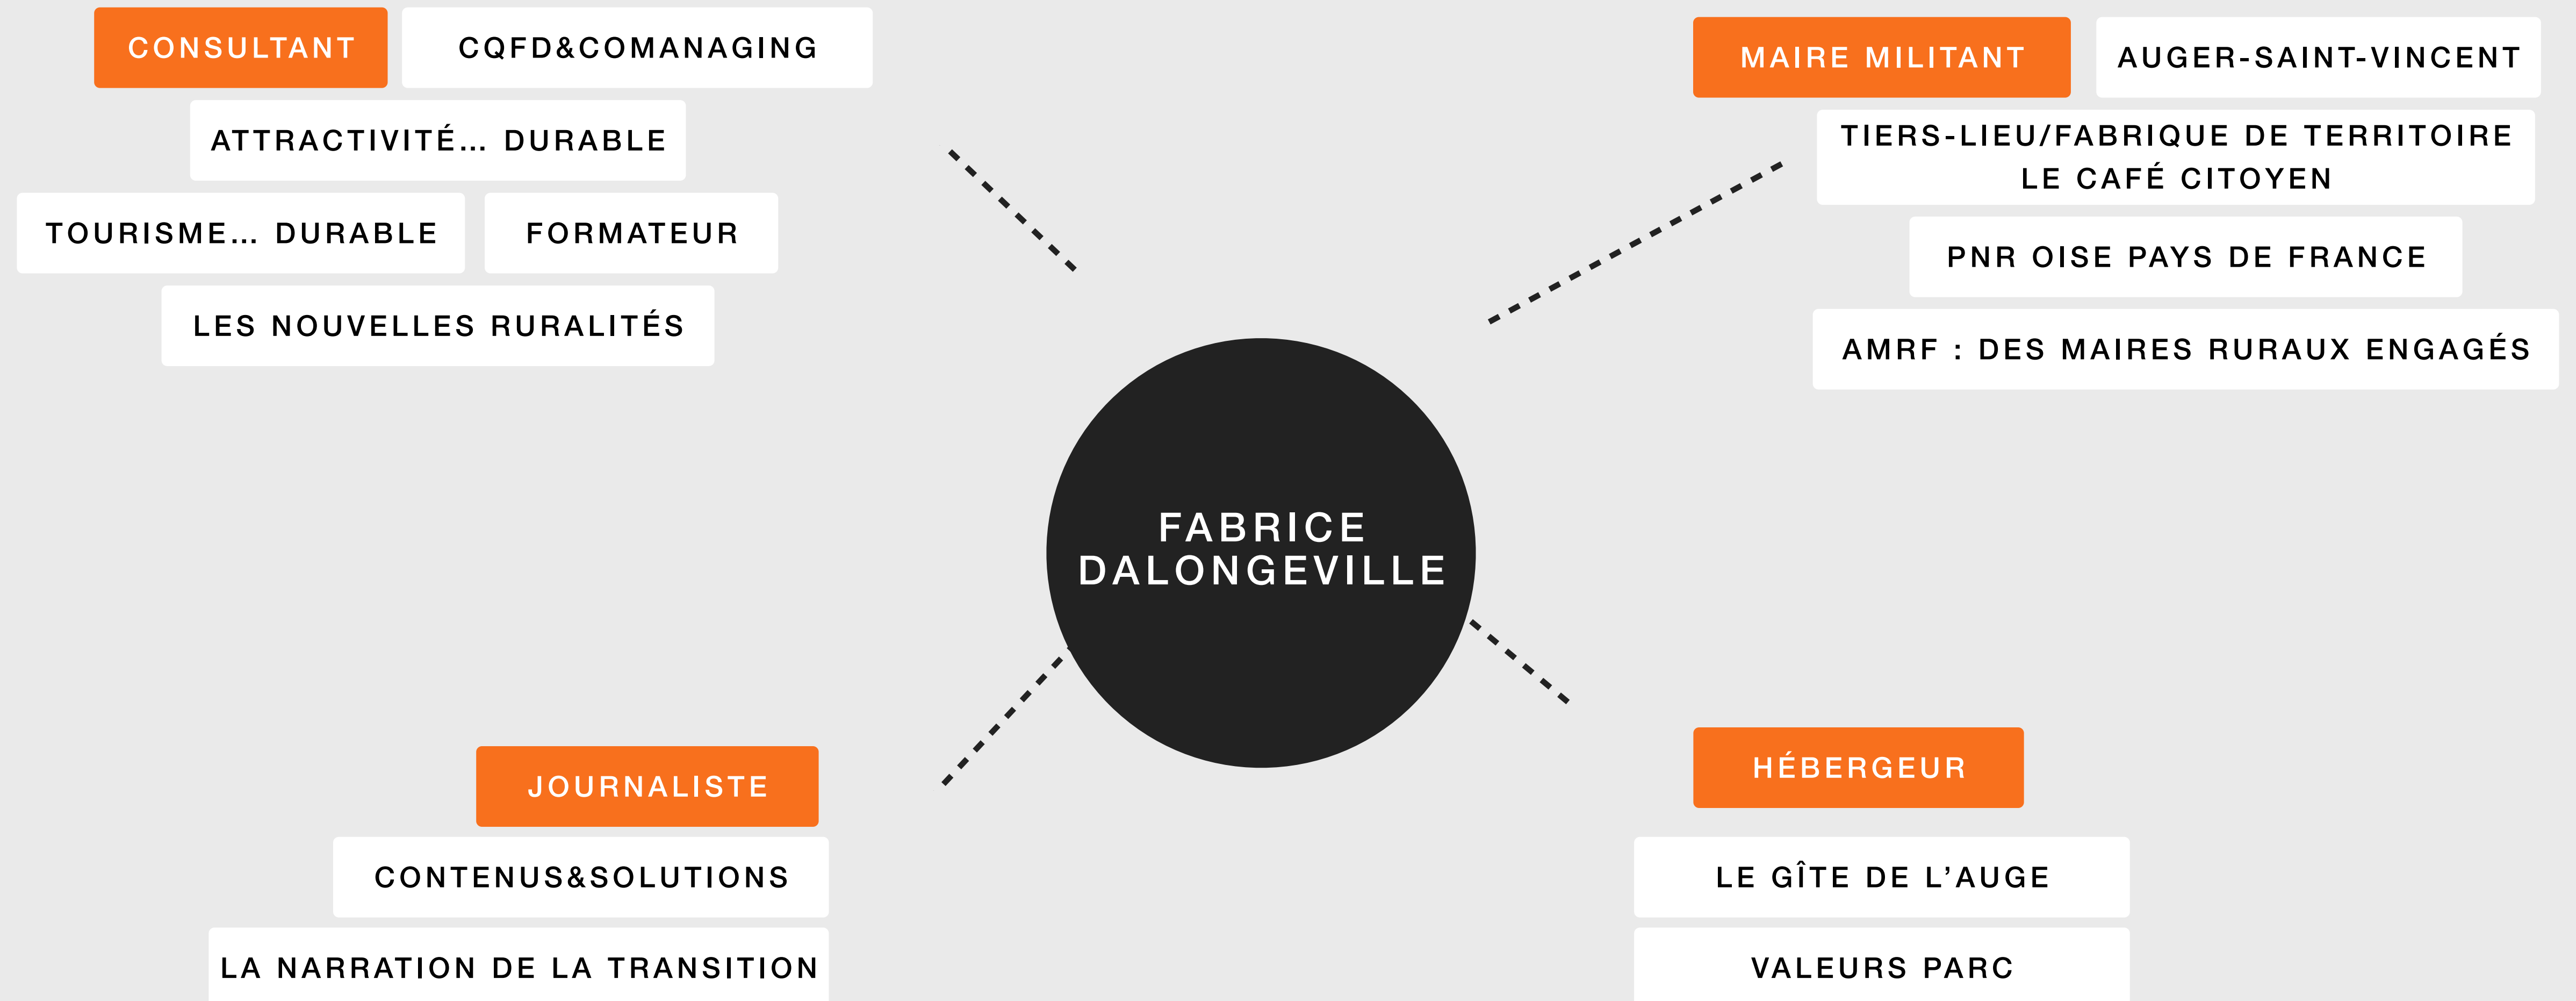 CONSULTANT
CQFD&COMANAGING
ATTRACTIVITÉ… DURABLE
TOURISME… DURABLE
FORMATEUR
LES NOUVELLES RURALITÉS
MAIRE MILITANT
AUGER-SAINT-VINCENT
TIERS-LIEU/FABRIQUE DE TERRITOIRE
LE CAFÉ CITOYEN
PNR OISE PAYS DE FRANCE
AMRF : DES MAIRES RURAUX ENGAGÉS
FABRICE
DALONGEVILLE
JOURNALISTE
CONTENUS&SOLUTIONS
LA NARRATION DE LA TRANSITION
HÉBERGEUR
LE GÎTE DE L’AUGE
VALEURS PARC